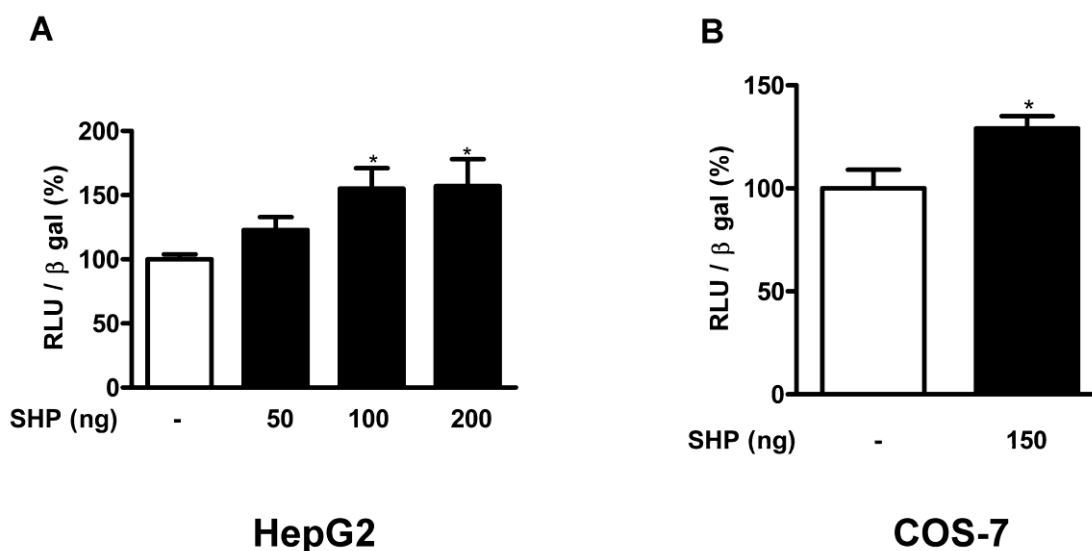 A
RLU / β gal (%)
200
150
100
50
0
*
*
SHP (ng) - 50 100 200
HepG2
B
RLU / β gal (%)
150
100
50
0
*
SHP (ng) - 150
COS-7